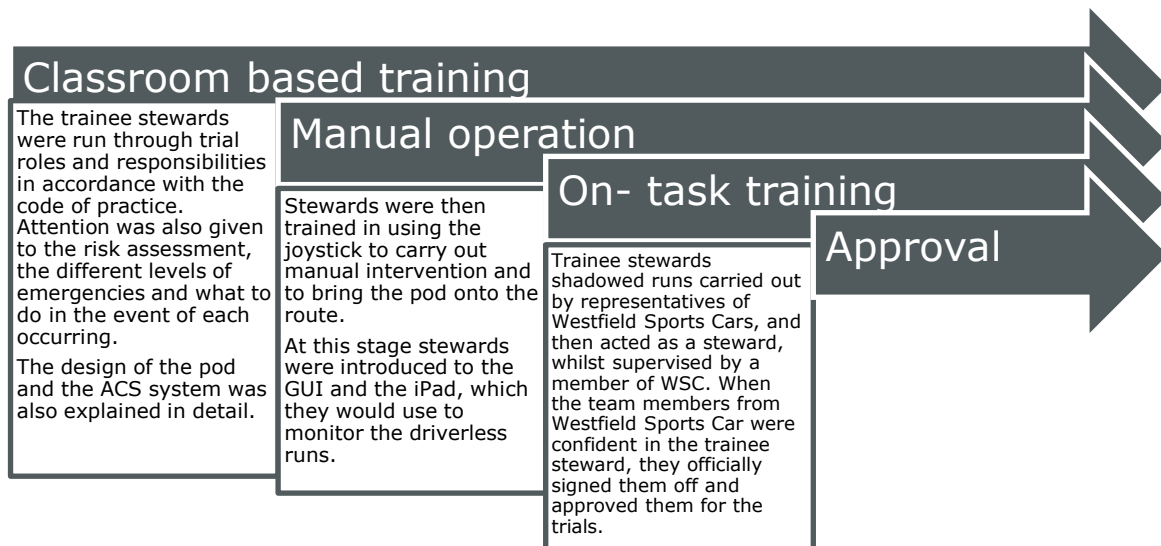 Classroom based training
The trainee stewards
were run through trial
roles and responsibilities
in accordance with the
code of practice.
Attention was also given
to the risk assessment,
the different levels of
emergencies and what to
do in the event of each
occurring.
The design of the pod
and the ACS system was
also explained in detail.
Manual operation
Stewards were then
trained in using the
joystick to carry out
manual intervention and
to bring the pod onto the
route.
At this stage stewards
were introduced to the
GUI and the iPad, which
they would use to
monitor the driverless
runs.
On- task training
Trainee stewards
shadowed runs carried out
by representatives of
Westfield Sports Cars, and
then acted as a steward,
whilst supervised by a
member of WSC. When
the team members from
Westfield Sports Car were
confident in the trainee
steward, they officially
signed them off and
approved them for the
trials.
Approval